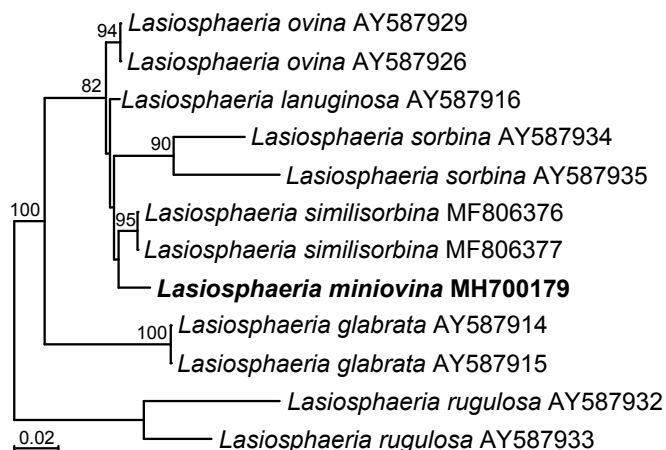 94
Lasiosphaeria ovina AY587929
Lasiosphaeria ovina AY587926
82
Lasiosphaeria lanuginosa AY587916
90
Lasiosphaeria sorbina AY587934
Lasiosphaeria sorbina AY587935
100
95
Lasiosphaeria similisorbina MF806376
Lasiosphaeria similisorbina MF806377
Lasiosphaeria miniovina MH700179
100
Lasiosphaeria glabrata AY587914
Lasiosphaeria glabrata AY587915
Lasiosphaeria rugulosa AY587932
Lasiosphaeria rugulosa AY587933
0.02